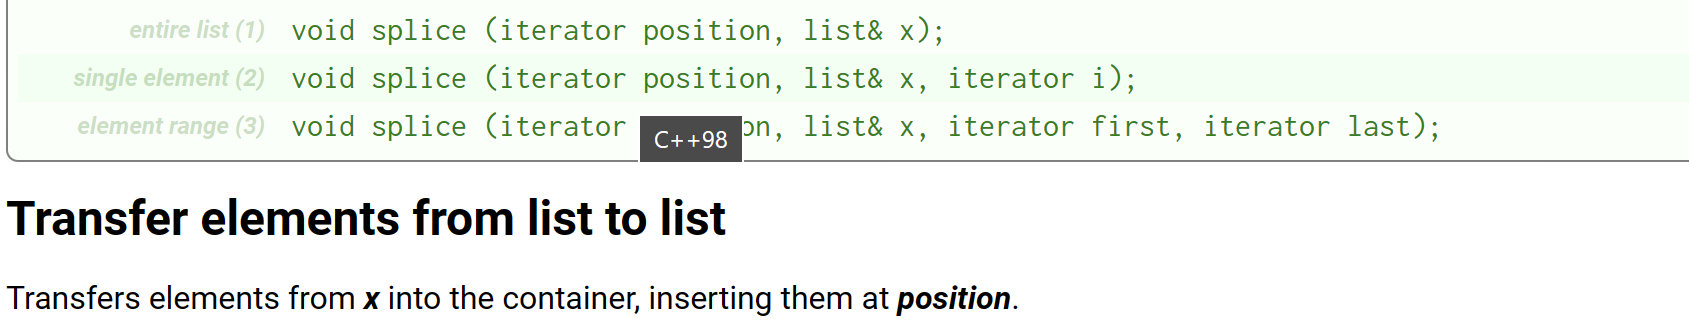 entire list (1) void splice (iterator position, list& x);
single element (2) void splice (iterator position, list& x, iterator i);
element range (3) void splice (iterator on, list& x, iterator first, iterator last);
C++98
Transfer elements from list to list
Transfers elements from x into the container, inserting them at position.